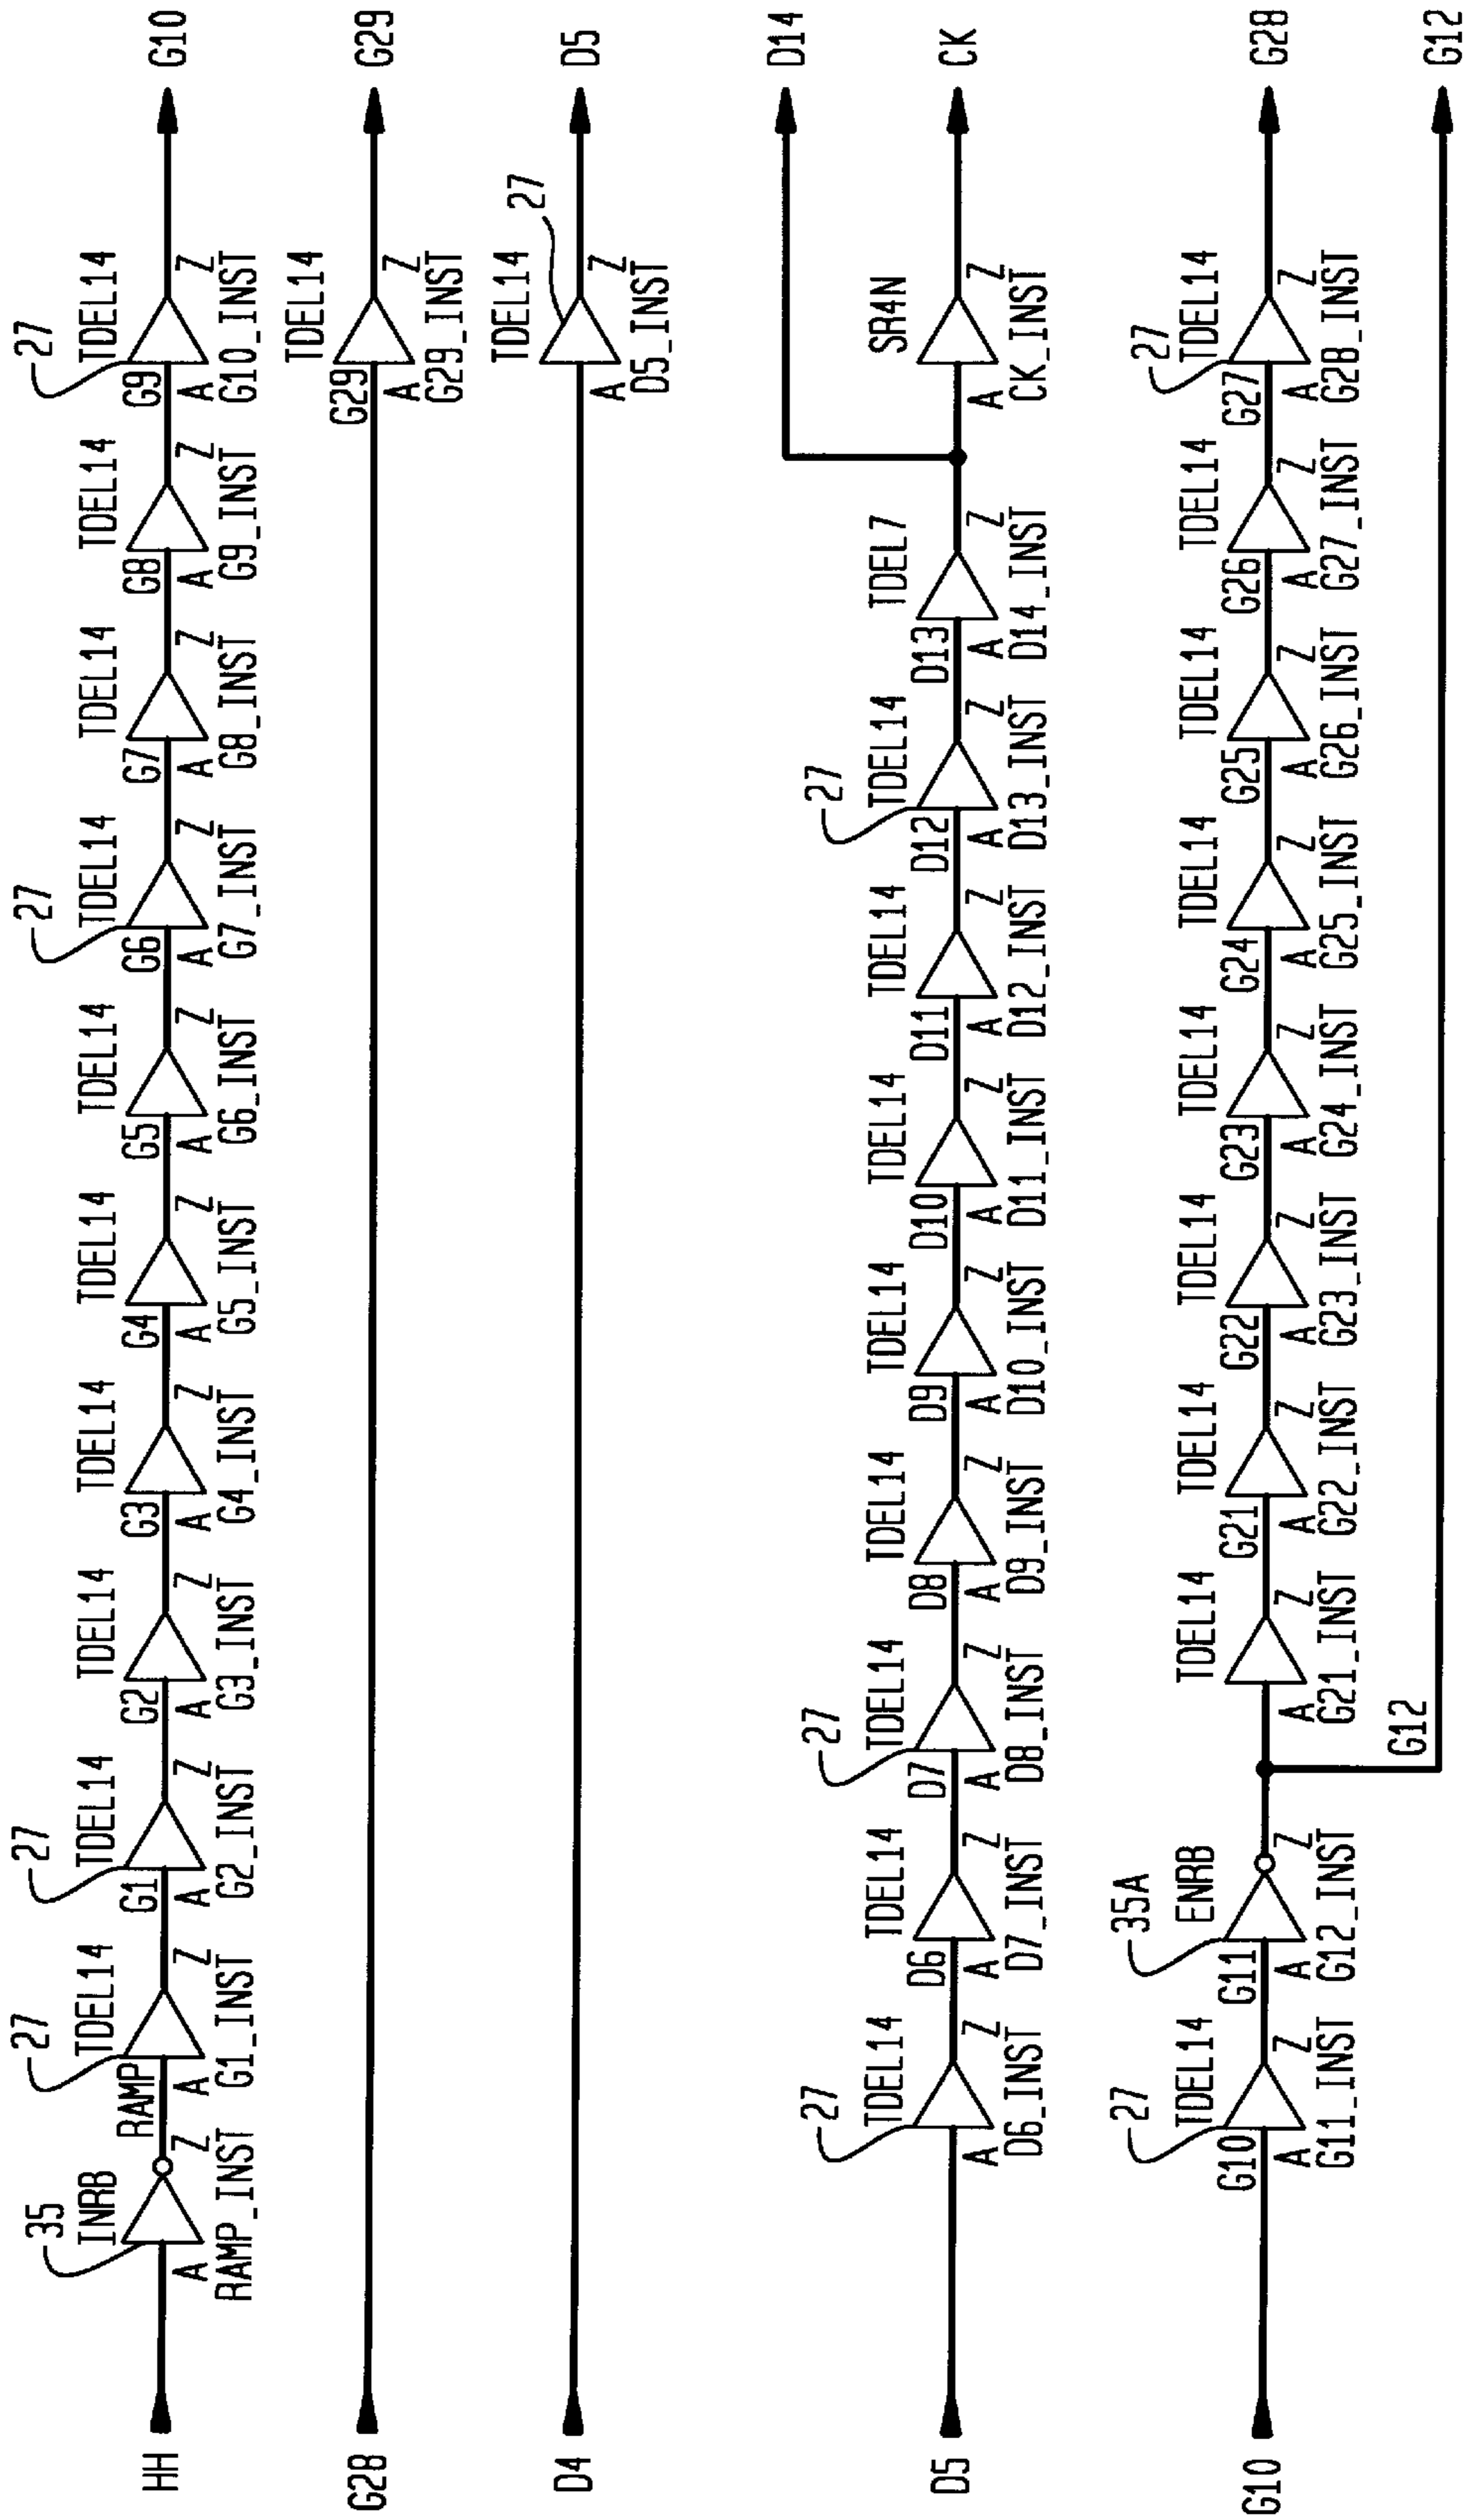 HH
35
INRB
A
Z
RAMP_INST
RAMP
27
TDEL14
A
Z
G1_INST
G1
27
TDEL14
A
Z
G2_INST
G2
TDEL14
A
Z
G3_INST
G3
TDEL14
A
Z
G4_INST
G4
TDEL14
A
Z
G5_INST
G5
TDEL14
A
Z
G6_INST
G6
27
TDEL14
A
Z
G7_INST
G7
TDEL14
A
Z
G8_INST
G8
TDEL14
A
Z
G9_INST
G9
27
TDEL14
A
Z
G10_INST
G10
G28
G29
TDEL14
A
Z
G29_INST
G29
D4
TDEL14
27
A
Z
D5_INST
D5
D5
27
TDEL14
A
Z
D6_INST
D6
TDEL14
A
Z
D7_INST
D7
27
TDEL14
A
Z
D8_INST
D8
TDEL14
A
Z
D9_INST
D9
TDEL14
A
Z
D10_INST
D10
TDEL14
A
Z
D11_INST
D11
TDEL14
A
Z
D12_INST
D12
27
TDEL14
A
Z
D13_INST
D13
TDEL7
A
Z
D14_INST
D14
SR4N
A
Z
CK_INST
CK
G10
27
TDEL14
G10
A
Z
G11_INST
G11
35A
ENRB
A
Z
G12_INST
G12
TDEL14
A
Z
G21_INST
G21
TDEL14
A
Z
G22_INST
G22
TDEL14
A
Z
G23_INST
G23
TDEL14
A
Z
G24_INST
G24
TDEL14
A
Z
G25_INST
G25
TDEL14
A
Z
G26_INST
G26
TDEL14
A
Z
G27_INST
G27
27
TDEL14
A
Z
G28_INST
G28
G12